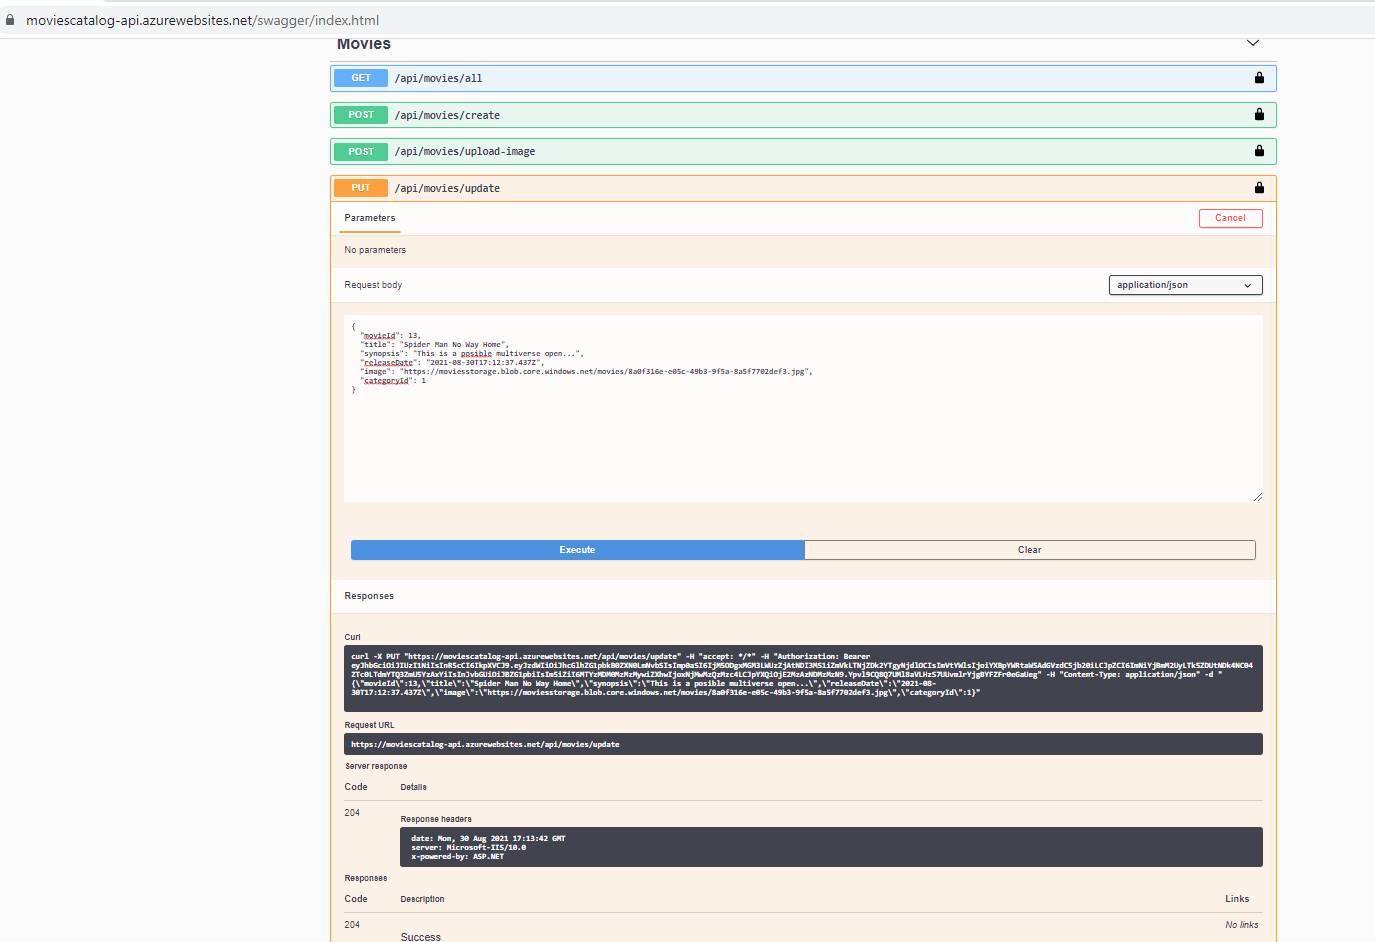 moviescatalog-api.azurewebsites.net/swagger/index.html
Movies
GET /api/movies/all
POST /api/movies/create
POST /api/movies/upload-image
PUT /api/movies/update
Parameters Cancel
No parameters
Request body application/json
{
"movieId": 13,
"title": "Spider Man No Way Home",
"synopsis": "This is a posible multiverse open...",
"releaseDate": "2021-08-30T17:12:37.437Z",
"image": "https://moviesstorage.blob.core.windows.net/movies/8a0f316e-e05c-49b3-9f5a-8a5f7702def3.jpg",
"categoryId": 1
}
Execute Clear
Responses
Curl
curl -X PUT "https://moviescatalog-api.azurewebsites.net/api/movies/update" -H "accept: */*" -H "Authorization: Bearer
" -H "Content-Type: application/json" -d "
{\"movieId\":13,\"title\":\"Spider Man No Way Home\",\"synopsis\":\"This is a posible multiverse open...\",\"releaseDate\":\"2021-08-
30T17:12:37.437Z\",\"image\":\"https://moviesstorage.blob.core.windows.net/movies/8a0f316e-e05c-49b3-9f5a-8a5f7702def3.jpg\",\"categoryId\":1}"
Request URL
https://moviescatalog-api.azurewebsites.net/api/movies/update
Server response
Code Details
204
Response headers
date: Mon, 30 Aug 2021 17:13:42 GMT
server: Microsoft-IIS/10.0
x-powered-by: ASP.NET
Responses
Code Description Links
204 No links
Success